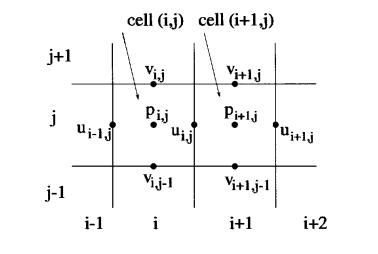 cell (i,j) cell (i+1,j)
j+1
v_{i,j} v_{i+1,j}
j
p_{i,j} p_{i+1,j}
u_{i-1,j} u_{i,j} u_{i+1,j}
v_{i,j-1} v_{i+1,j-1}
j-1
i-1 i i+1 i+2